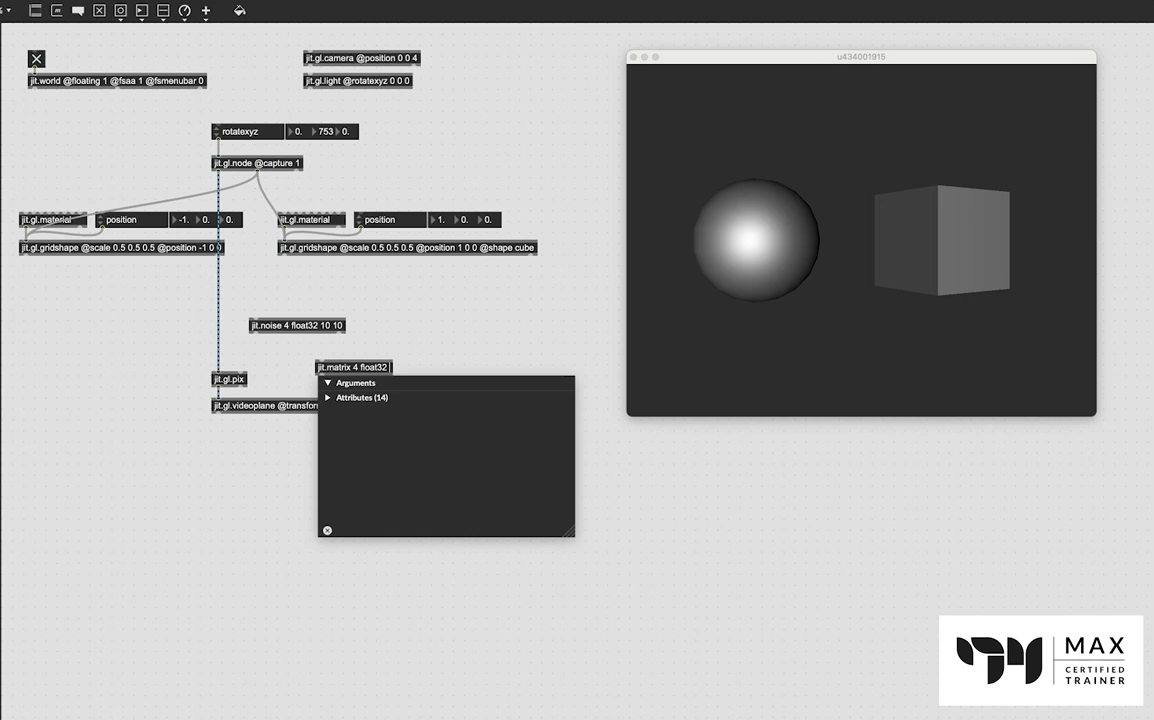 jit.world @floating 1 @fsaa 1 @fsmenubar 0
jit.gl.camera @position 0 0 4
jit.gl.light @rotatexyz 0 0 0
u434001915
rotatexyz 0. 753 0.
jit.gl.node @capture 1
jit.gl.material position -1. 0. 0.
jit.gl.material position 1. 0. 0.
jit.gl.gridshape @scale 0.5 0.5 0.5 @position -1 0 0
jit.gl.gridshape @scale 0.5 0.5 0.5 @position 1 0 0 @shape cube
jit.noise 4 float32 10 10
jit.matrix 4 float32
jit.gl.pix
Arguments
Attributes (14)
jit.gl.videoplane @transform
MAX
CERTIFIED
TRAINER